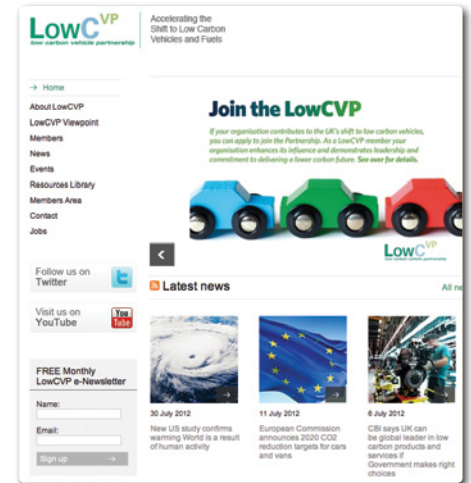 LowCVP
low carbon vehicle partnership
Accelerating the
Shift to Low Carbon
Vehicles and Fuels
→ Home
About LowCVP
LowCVP Viewpoint
Members
News
Events
Resources Library
Members Area
Contact
Jobs
Follow us on
Twitter
Visit us on
YouTube
You
Tube
FREE Monthly
LowCVP e-Newsletter
Name:
Email:
Sign up →
Join the LowCVP
If your organisation contributes to the UK's shift to low carbon vehicles,
you can apply to join the Partnership. As a LowCVP member your
organisation enhances its influence and demonstrates leadership and
commitment to delivering a lower carbon future. See over for details.
LowCVP
low carbon vehicle partnership
Latest news
All ne
30 July 2012
New US study confirms
warming World is a result
of human activity
11 July 2012
European Commission
announces 2020 CO2
reduction targets for cars
and vans
6 July 2012
CBI says UK can
be global leader in low
carbon products and
services if
Government makes right
choices